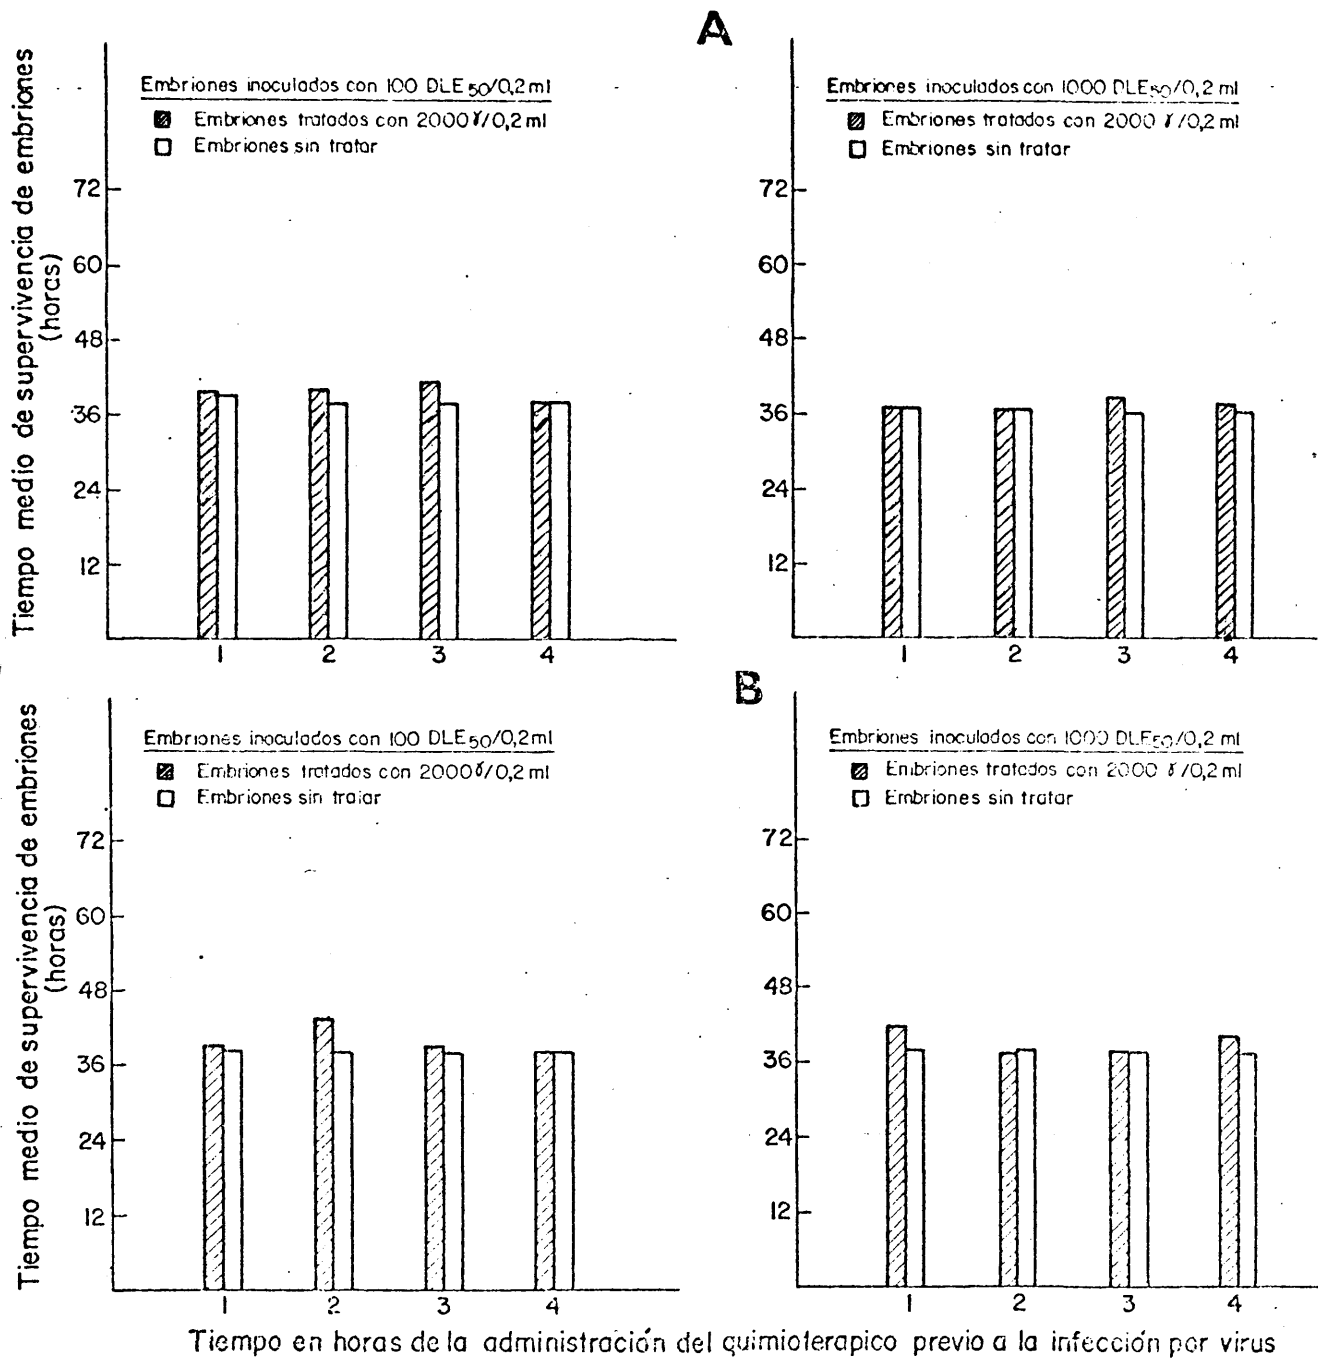 A
Tiempo medio de supervivencia de embriones
(horas)
Embriones inoculados con 100 DLE50/0,2 ml
Embriones tratados con 2000 γ/0,2 ml
Embriones sin tratar
72
60
48
36
24
12
1 2 3 4
Embriones inoculados con 1000 DLE50/0,2 ml
Embriones tratados con 2000 γ/0,2 ml
Embriones sin tratar
72
60
48
36
24
12
1 2 3 4
B
Tiempo medio de supervivencia de embriones
(horas)
Embriones inoculados con 100 DLE50/0,2 ml
Embriones tratados con 2000 γ/0,2 ml
Embriones sin tratar
72
60
48
36
24
12
1 2 3 4
Embriones inoculados con 1000 DLE50/0,2 ml
Embriones tratados con 2000 γ/0,2 ml
Embriones sin tratar
72
60
48
36
24
12
1 2 3 4
Tiempo en horas de la administración del quimioterapico previo a la infección por virus